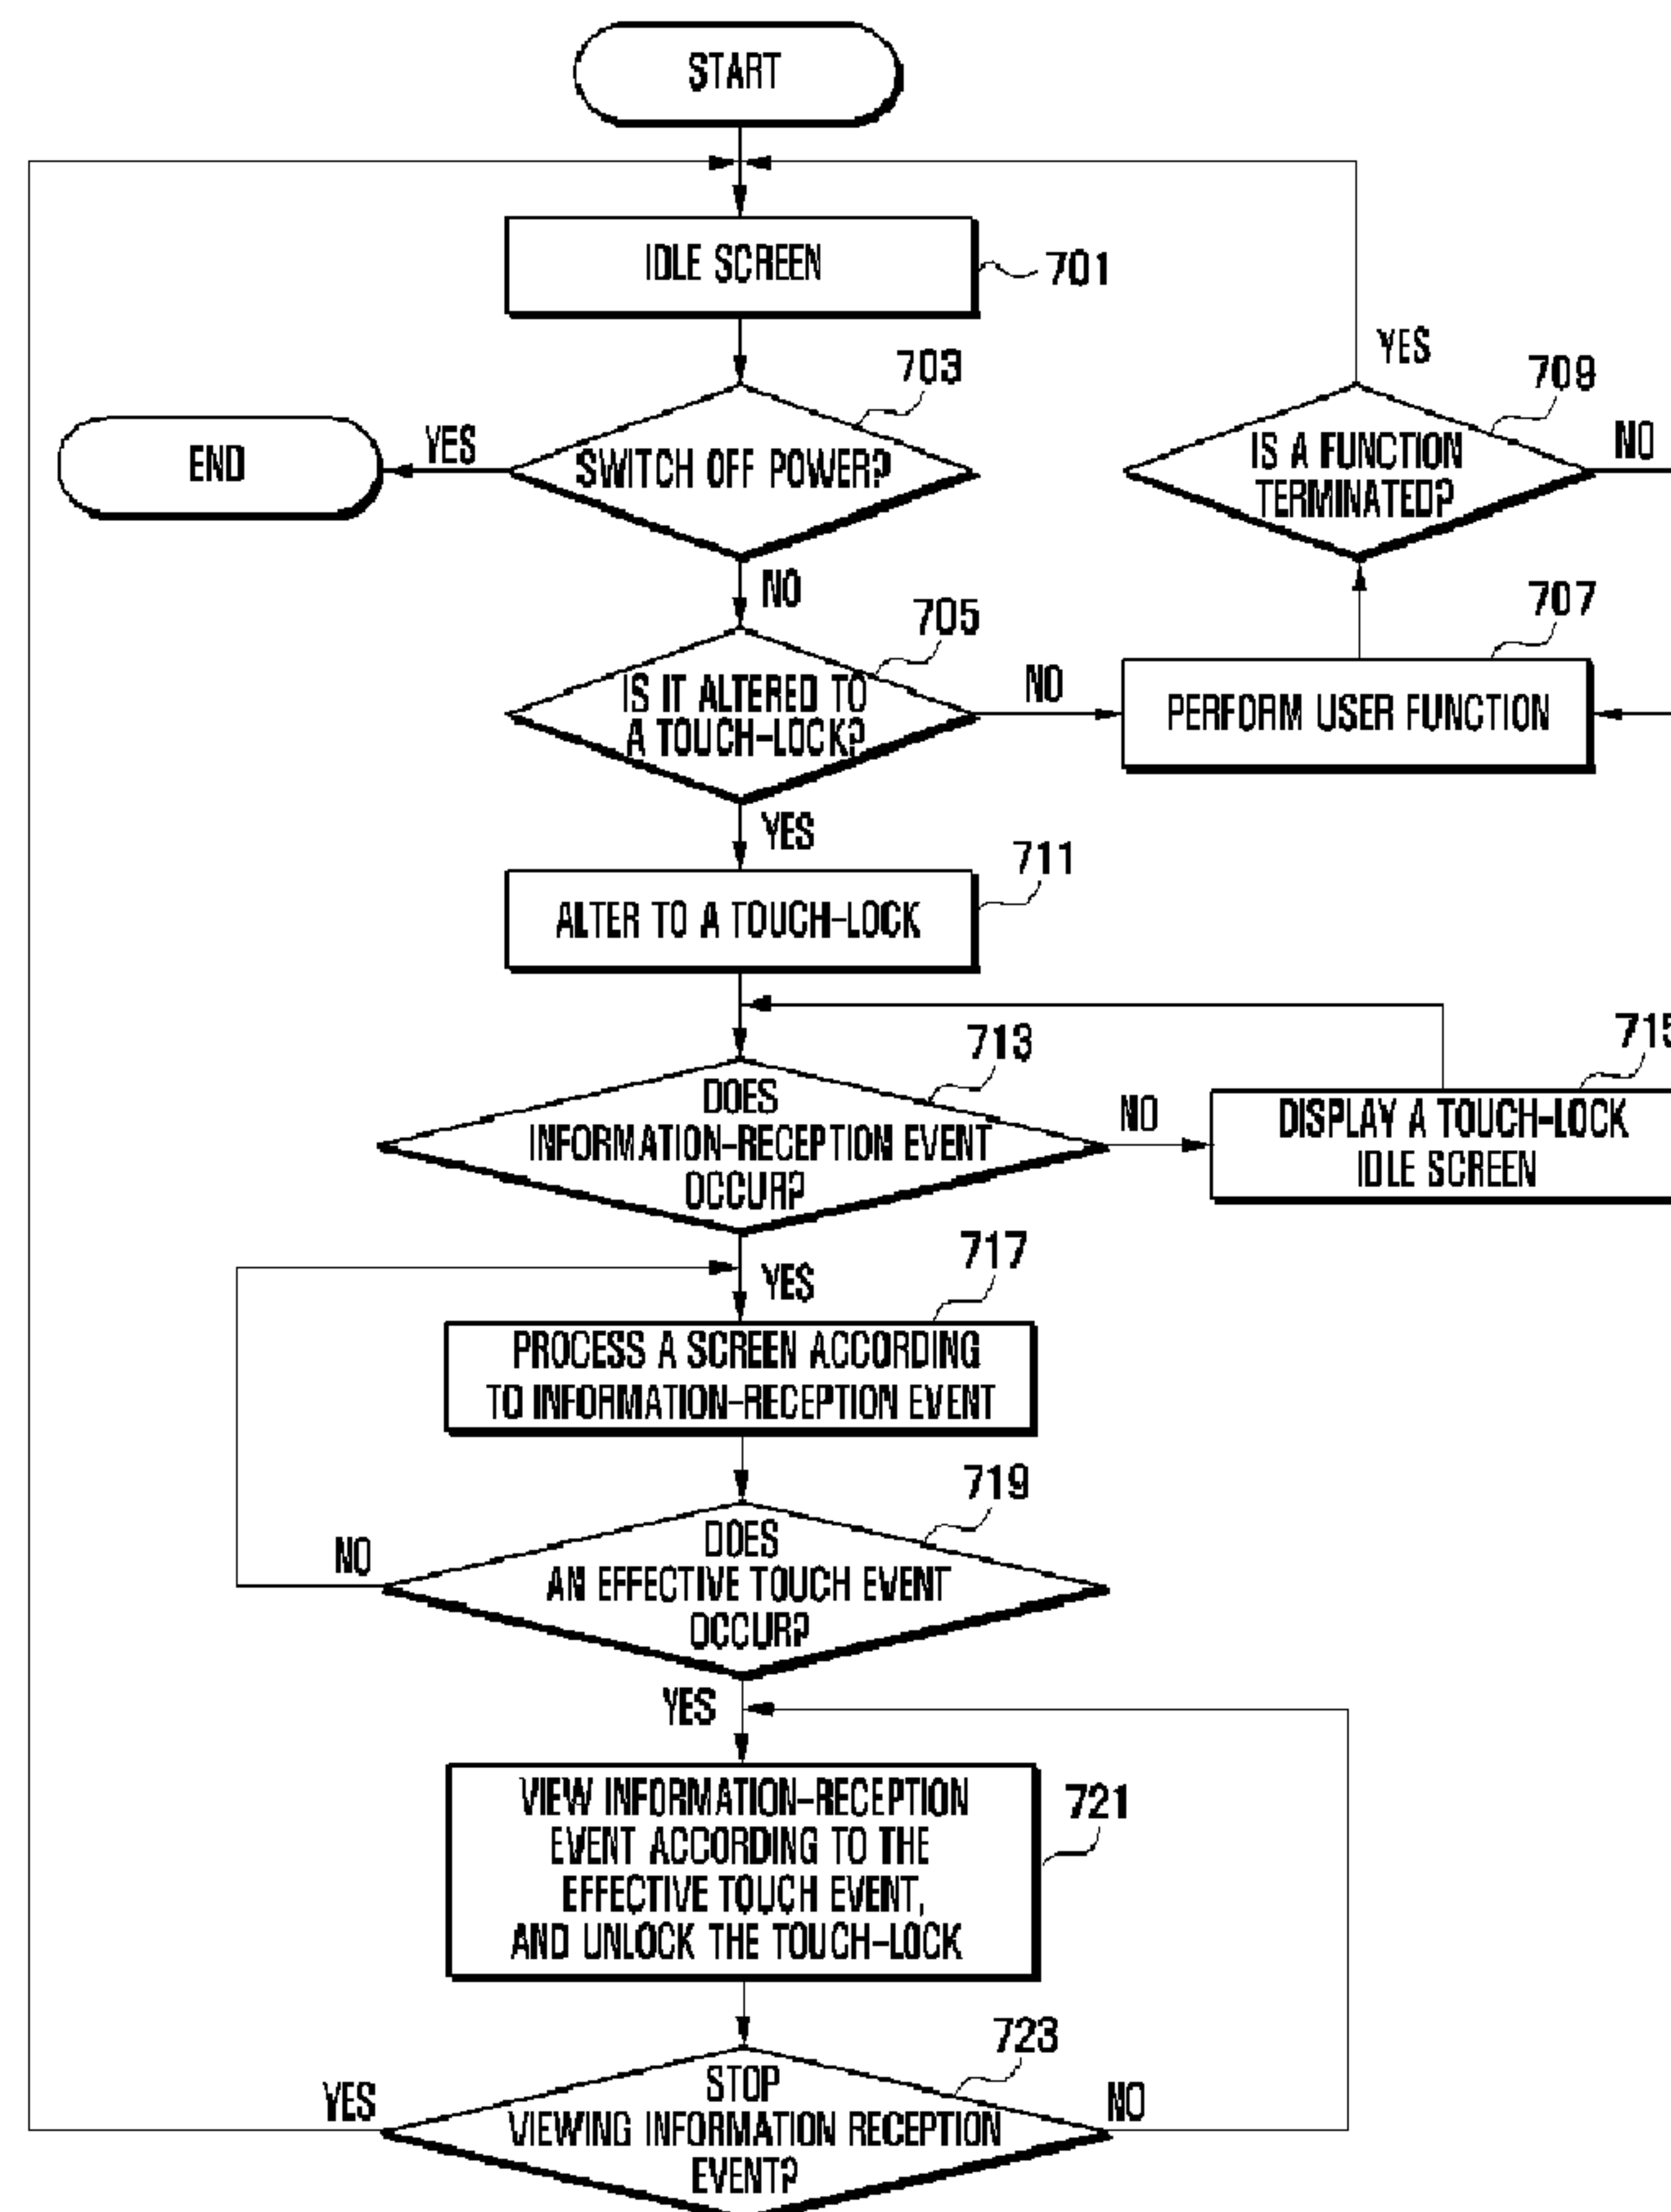 START
IDLE SCREEN
701
703
SWITCH OFF POWER?
YES
END
NO
YES
709
IS A FUNCTION
TERMINATED?
NO
705
IS IT ALTERED TO
A TOUCH-LOCK?
NO
707
PERFORM USER FUNCTION
YES
711
ALTER TO A TOUCH-LOCK
713
DOES
INFORMATION-RECEPTION EVENT
OCCUR?
NO
715
DISPLAY A TOUCH-LOCK
IDLE SCREEN
YES
717
PROCESS A SCREEN ACCORDING
TO INFORMATION-RECEPTION EVENT
719
DOES
AN EFFECTIVE TOUCH EVENT
OCCUR?
NO
YES
VIEW INFORMATION-RECEPTION
EVENT ACCORDING TO THE
EFFECTIVE TOUCH EVENT,
AND UNLOCK THE TOUCH-LOCK
721
723
STOP
VIEWING INFORMATION RECEPTION
EVENT?
YES
NO